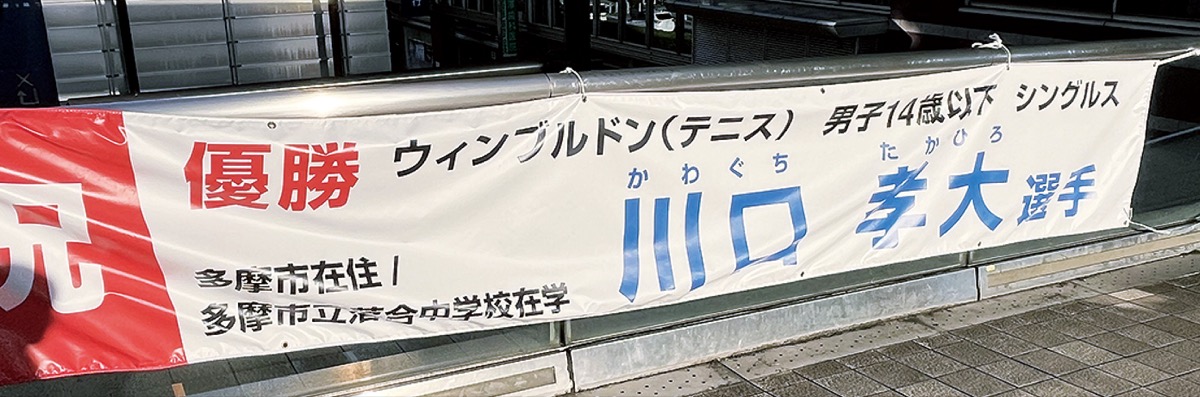 祝
優勝
ウィンブルドン(テニス) 男子14歳以下 シングルス
かわぐち たかひろ
川口 孝大選手
多摩市在住/
多摩市立落合中学校在学